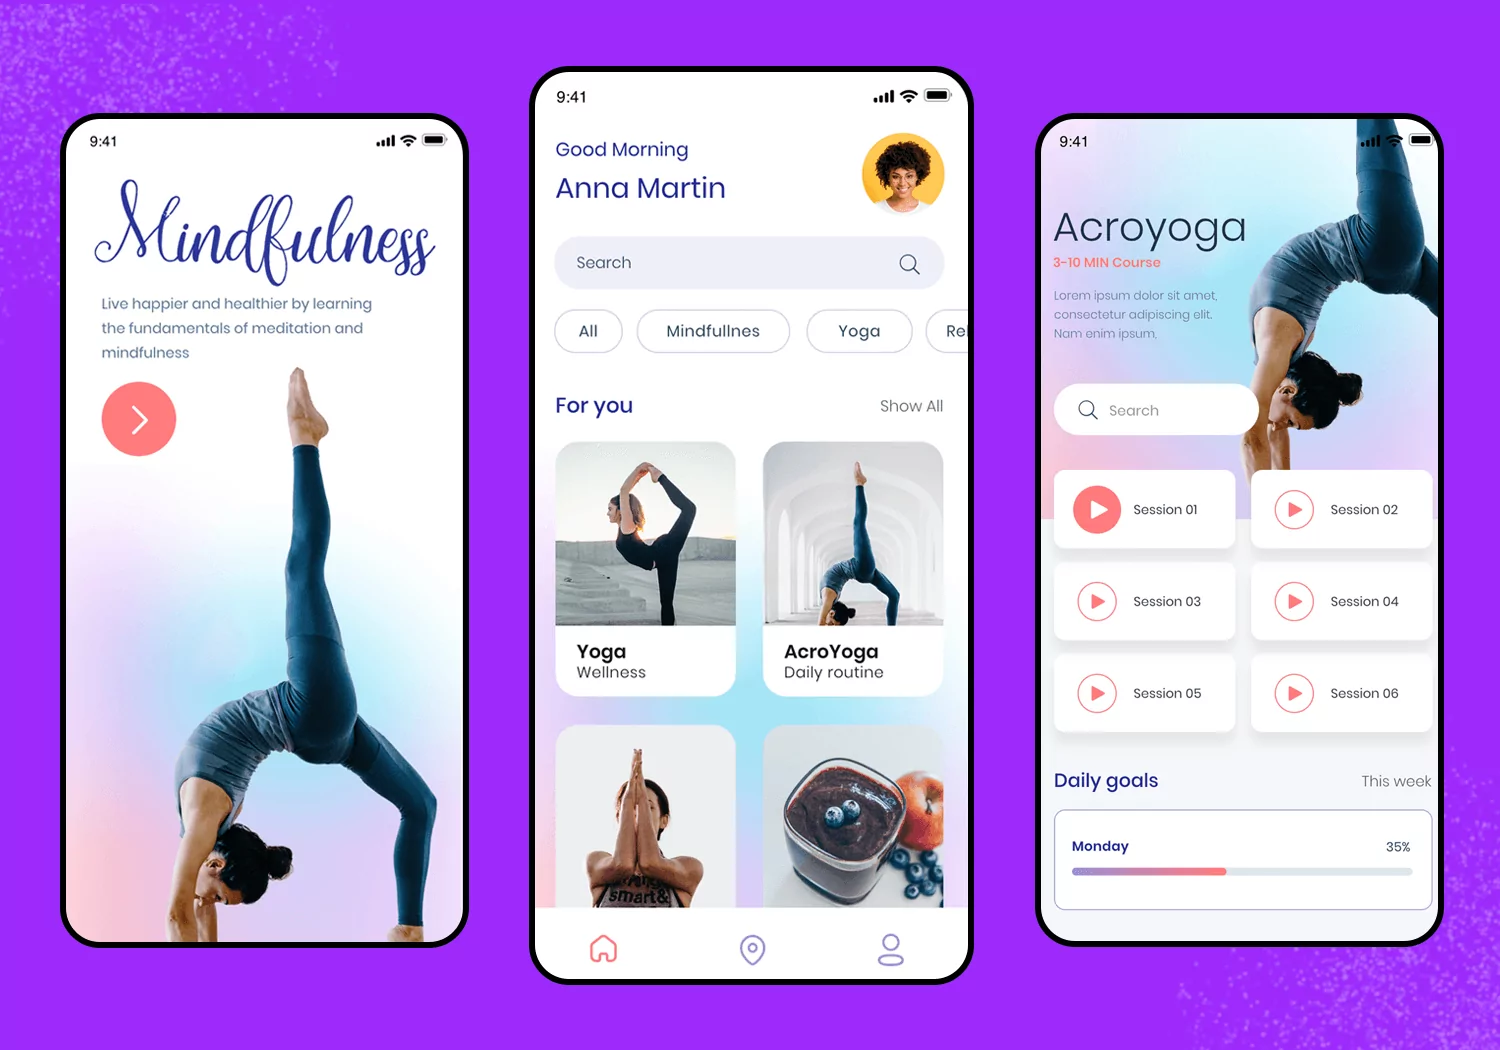 9:41
Mindfulness
Live happier and healthier by learning
the fundamentals of meditation and
mindfulness
9:41
Good Morning
Anna Martin
Search
All
Mindfullnes
Yoga
Rel
For you
Show All
Yoga
Wellness
AcroYoga
Daily routine
smart&
9:41
Acroyoga
3-10 MIN Course
Lorem ipsum dolor sit amet,
consectetur adipiscing elit.
Nam enim ipsum,
Search
Session 01
Session 02
Session 03
Session 04
Session 05
Session 06
Daily goals
This week
Monday
35%